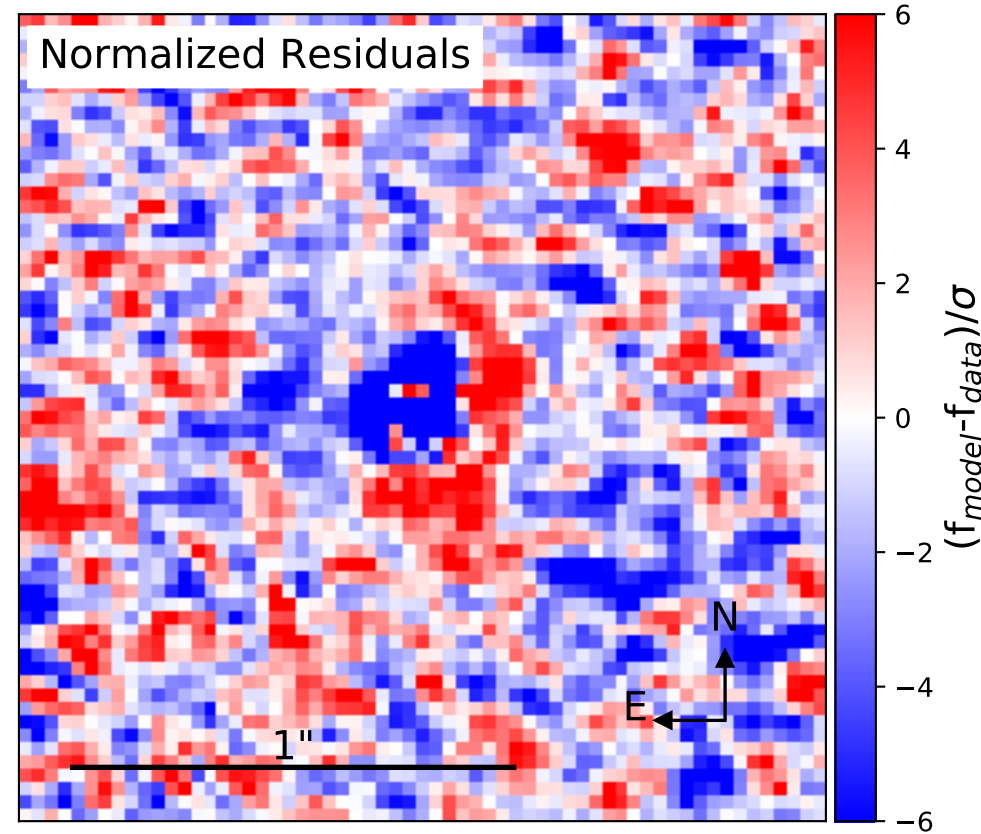 Normalized Residuals
6
4
2
0
−2
−4
−6
(f_model-f_data)/σ
N
E
1"